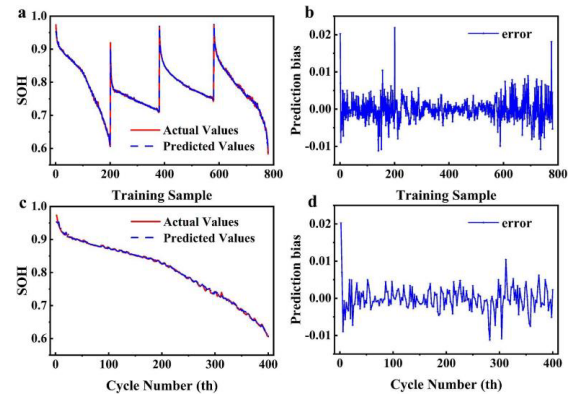 a
1.0
0.9
0.8
0.7
0.6
SOH
Actual Values
Predicted Values
0 200 400 600 800
Training Sample
b
0.02
0.01
0.00
-0.01
Prediction bias
error
0 200 400 600 800
Training Sample
c
1.0
0.9
0.8
0.7
0.6
SOH
Actual Values
Predicted Values
0 100 200 300 400
Cycle Number (th)
d
0.02
0.01
0.00
-0.01
Prediction bias
error
0 100 200 300 400
Cycle Number (th)